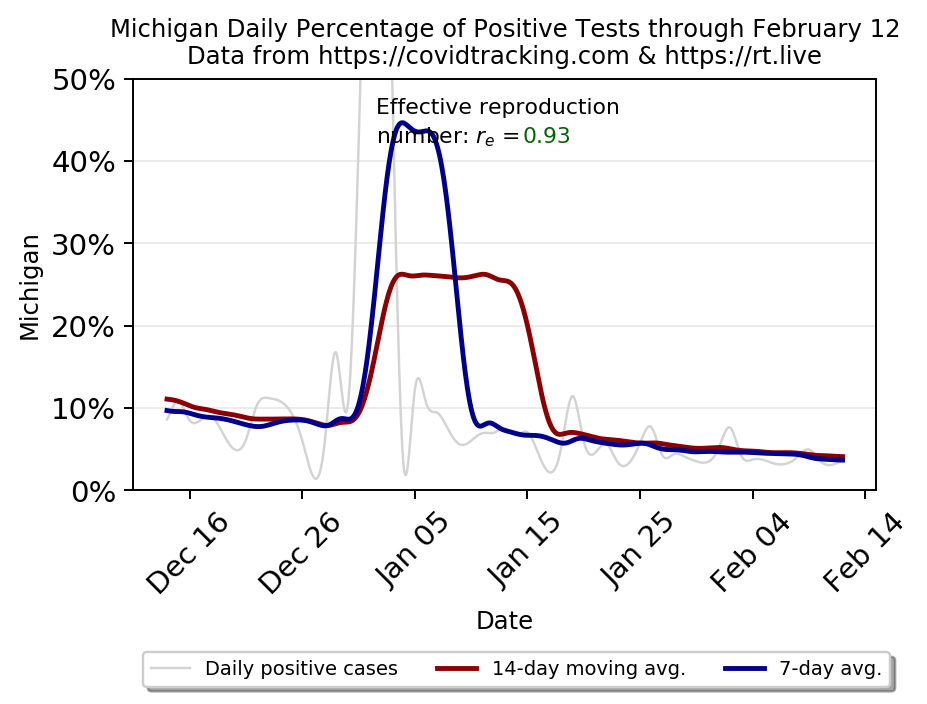 Michigan Daily Percentage of Positive Tests through February 12
Data from https://covidtracking.com & https://rt.live
50%
40%
30%
20%
10%
0%
Michigan
Effective reproduction
number: rₑ = 0.93
Dec 16
Dec 26
Jan 05
Jan 15
Jan 25
Feb 04
Feb 14
Date
Daily positive cases
14-day moving avg.
7-day avg.